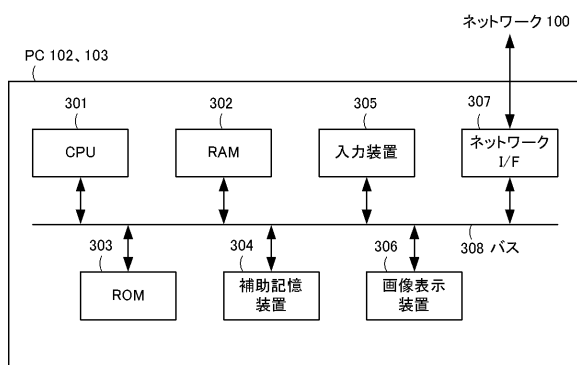 ネットワーク 100
PC 102、103
301
302
305
307
CPU
RAM
入力装置
ネットワーク
I/F
308 バス
303
304
306
ROM
補助記憶
装置
画像表示
装置